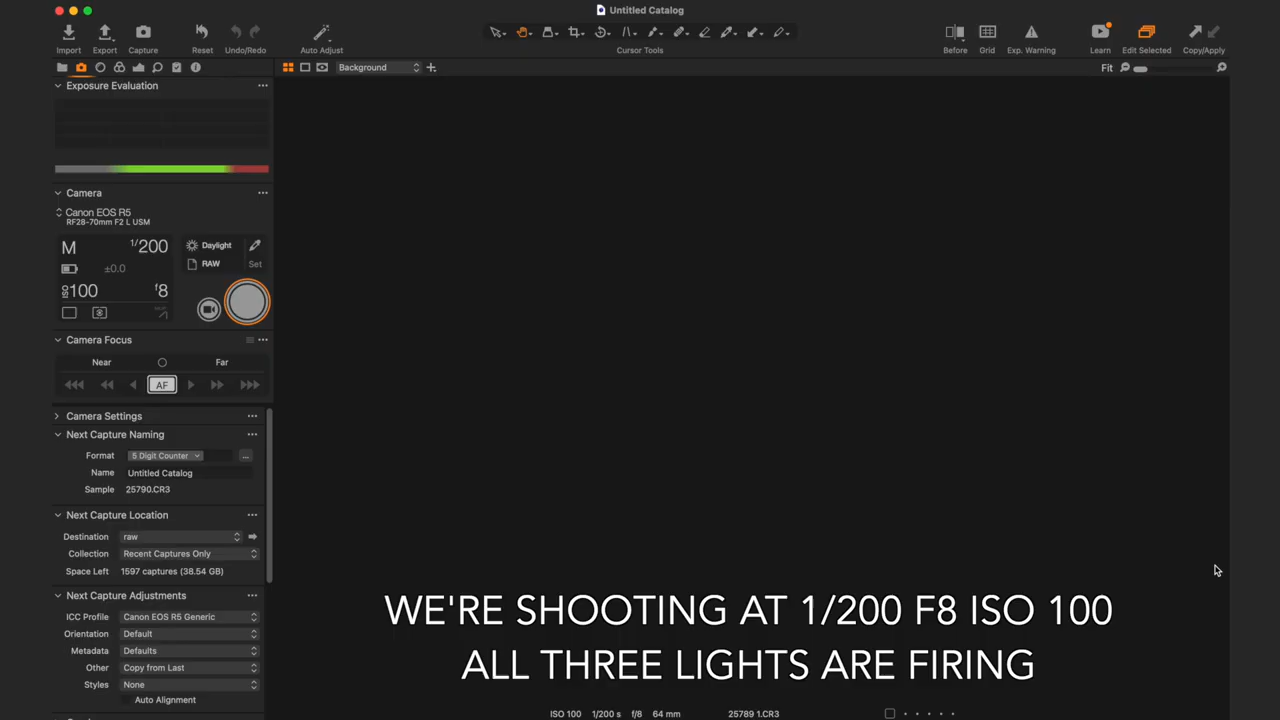 Untitled Catalog
Import Export Capture Reset Undo/Redo Auto Adjust Cursor Tools Before Grid Exp. Warning Learn Edit Selected Copy/Apply
Background Fit
Exposure Evaluation
Camera
Canon EOS R5
RF28-70mm F2 L USM
M 1/200 Daylight
±0.0 RAW Set
ISO 100 f8
Camera Focus
Near Far
AF
Camera Settings
Next Capture Naming
Format 5 Digit Counter ...
Name Untitled Catalog
Sample 25790.CR3
Next Capture Location
Destination raw
Collection Recent Captures Only
Space Left 1597 captures (38.54 GB)
Next Capture Adjustments
ICC Profile Canon EOS R5 Generic
Orientation Default
Metadata Defaults
Other Copy from Last
Styles None
Auto Alignment
WE'RE SHOOTING AT 1/200 F8 ISO 100
ALL THREE LIGHTS ARE FIRING
ISO 100 1/200 s f/8 64 mm 25789 1.CR3